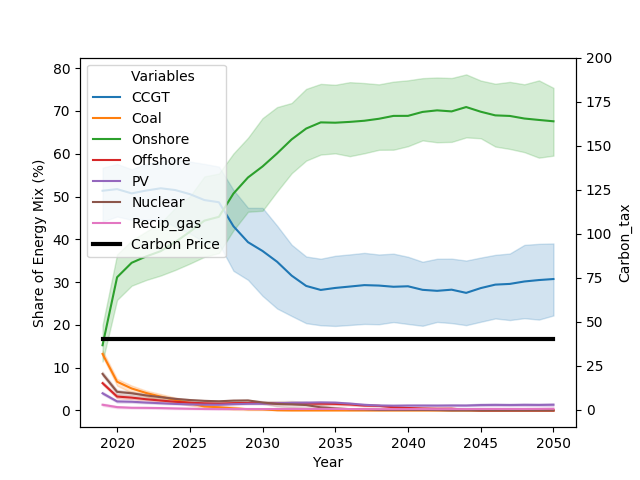 Variables
CCGT
Coal
Onshore
Offshore
PV
Nuclear
Recip_gas
Carbon Price
80
70
60
50
40
30
20
10
0
Share of Energy Mix (%)
200
175
150
125
100
75
50
25
0
Carbon_tax
2020 2025 2030 2035 2040 2045 2050
Year